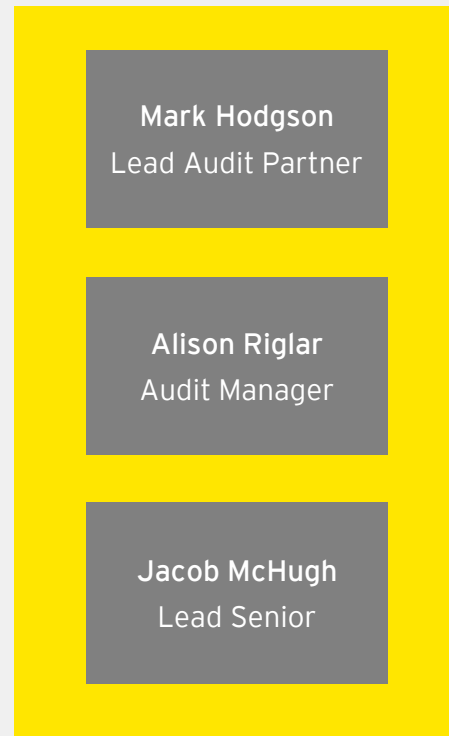 Mark Hodgson
Lead Audit Partner
Alison Riglar
Audit Manager
Jacob McHugh
Lead Senior